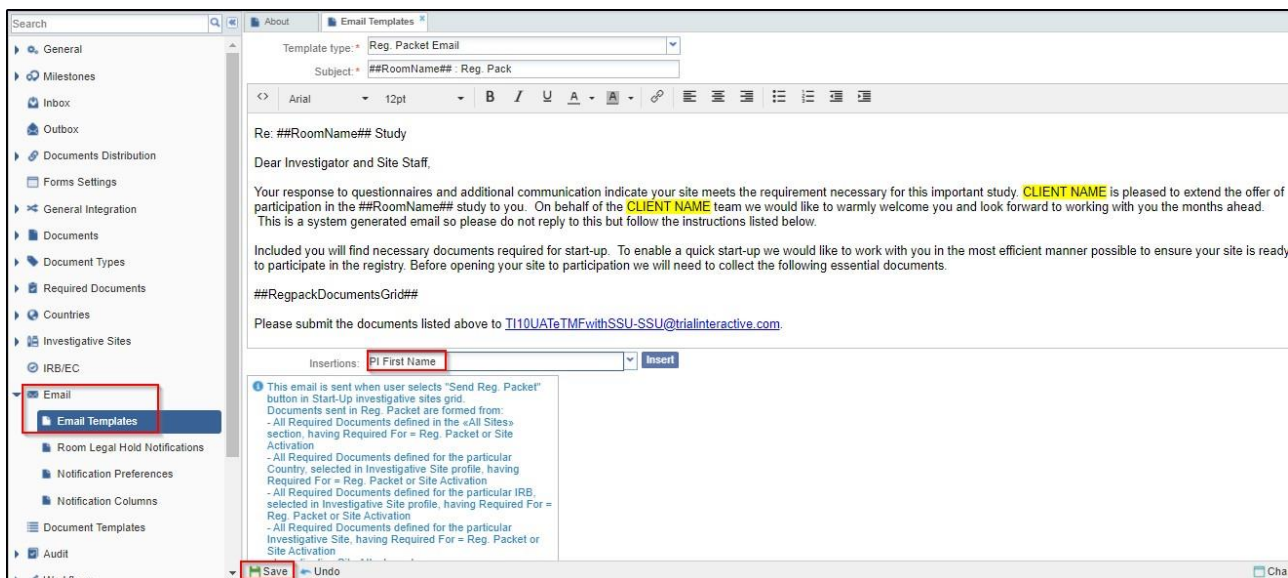 Search
General
Milestones
Inbox
Outbox
Documents Distribution
Forms Settings
General Integration
Documents
Document Types
Required Documents
Countries
Investigative Sites
IRB/EC
Email
Email Templates
Room Legal Hold Notifications
Notification Preferences
Notification Columns
Document Templates
Audit
About
Email Templates x
Template type:* Reg. Packet Email
Subject:* ##RoomName## : Reg. Pack
Arial 12pt B I U A A
Re: ##RoomName## Study
Dear Investigator and Site Staff,
Your response to questionnaires and additional communication indicate your site meets the requirement necessary for this important study. CLIENT NAME is pleased to extend the offer of
participation in the ##RoomName## study to you. On behalf of the CLIENT NAME team we would like to warmly welcome you and look forward to working with you the months ahead.
This is a system generated email so please do not reply to this but follow the instructions listed below.
Included you will find necessary documents required for start-up. To enable a quick start-up we would like to work with you in the most efficient manner possible to ensure your site is ready
to participate in the registry. Before opening your site to participation we will need to collect the following essential documents.
##RegpackDocumentsGrid##
Please submit the documents listed above to TI10UATeTMFwithSSU-SSU@trialinteractive.com.
Insertions: PI First Name Insert
This email is sent when user selects "Send Reg. Packet"
button in Start-Up investigative sites grid.
Documents sent in Reg. Packet are formed from:
- All Required Documents defined in the «All Sites»
section, having Required For = Reg. Packet or Site
Activation
- All Required Documents defined for the particular
Country, selected in Investigative Site profile, having
Required For = Reg. Packet or Site Activation
- All Required Documents defined for the particular IRB,
selected in Investigative Site profile, having Required For =
Reg. Packet or Site Activation
- All Required Documents defined for the particular
Investigative Site, having Required For = Reg. Packet or
Site Activation
Save Undo
Cha